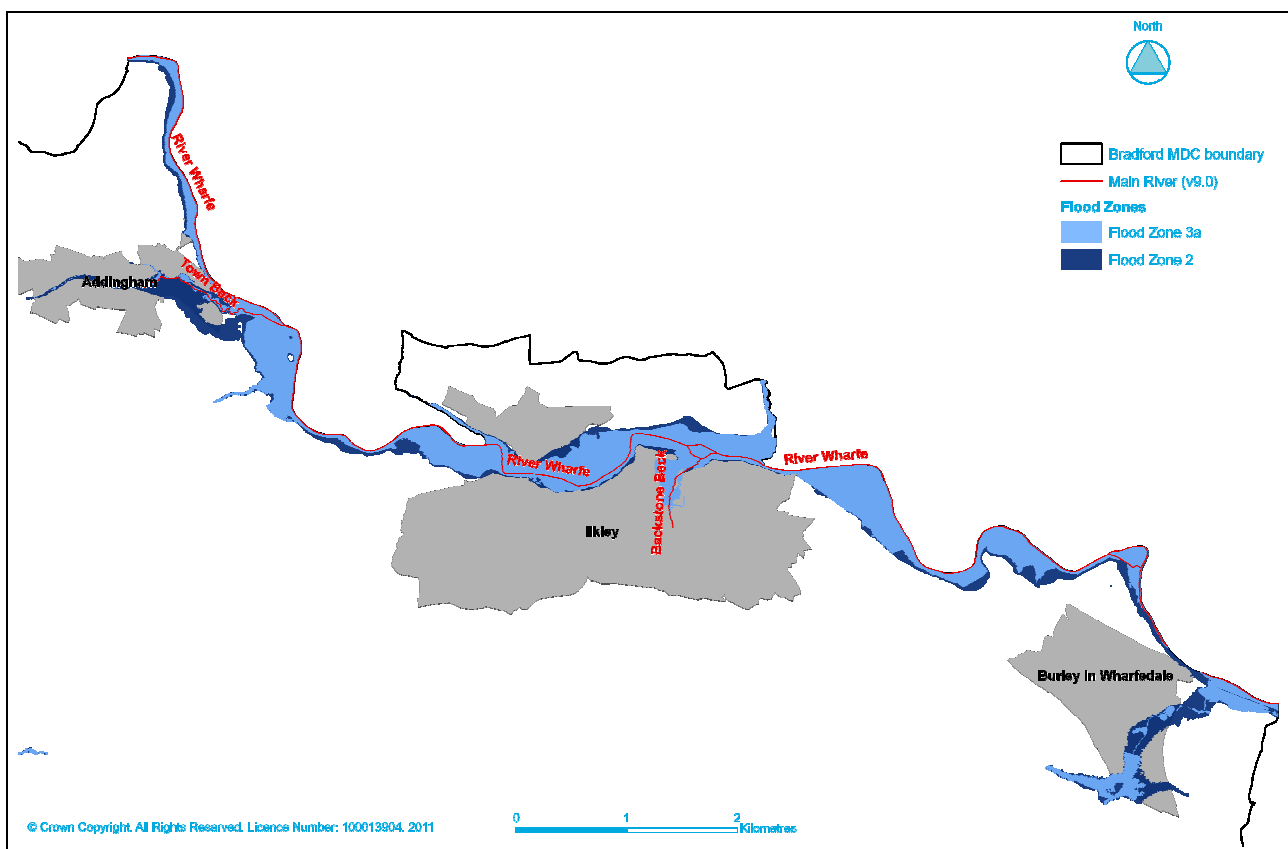 North
Bradford MDC boundary
Main River (v9.0)
Flood Zones
Flood Zone 3a
Flood Zone 2
River Wharfe
Addingham
Town Beck
River Wharfe
Backstone Beck
River Wharfe
Ilkley
Burley In Wharfedale
© Crown Copyright. All Rights Reserved. Licence Number: 100013904. 2011
0 1 2
Kilometres